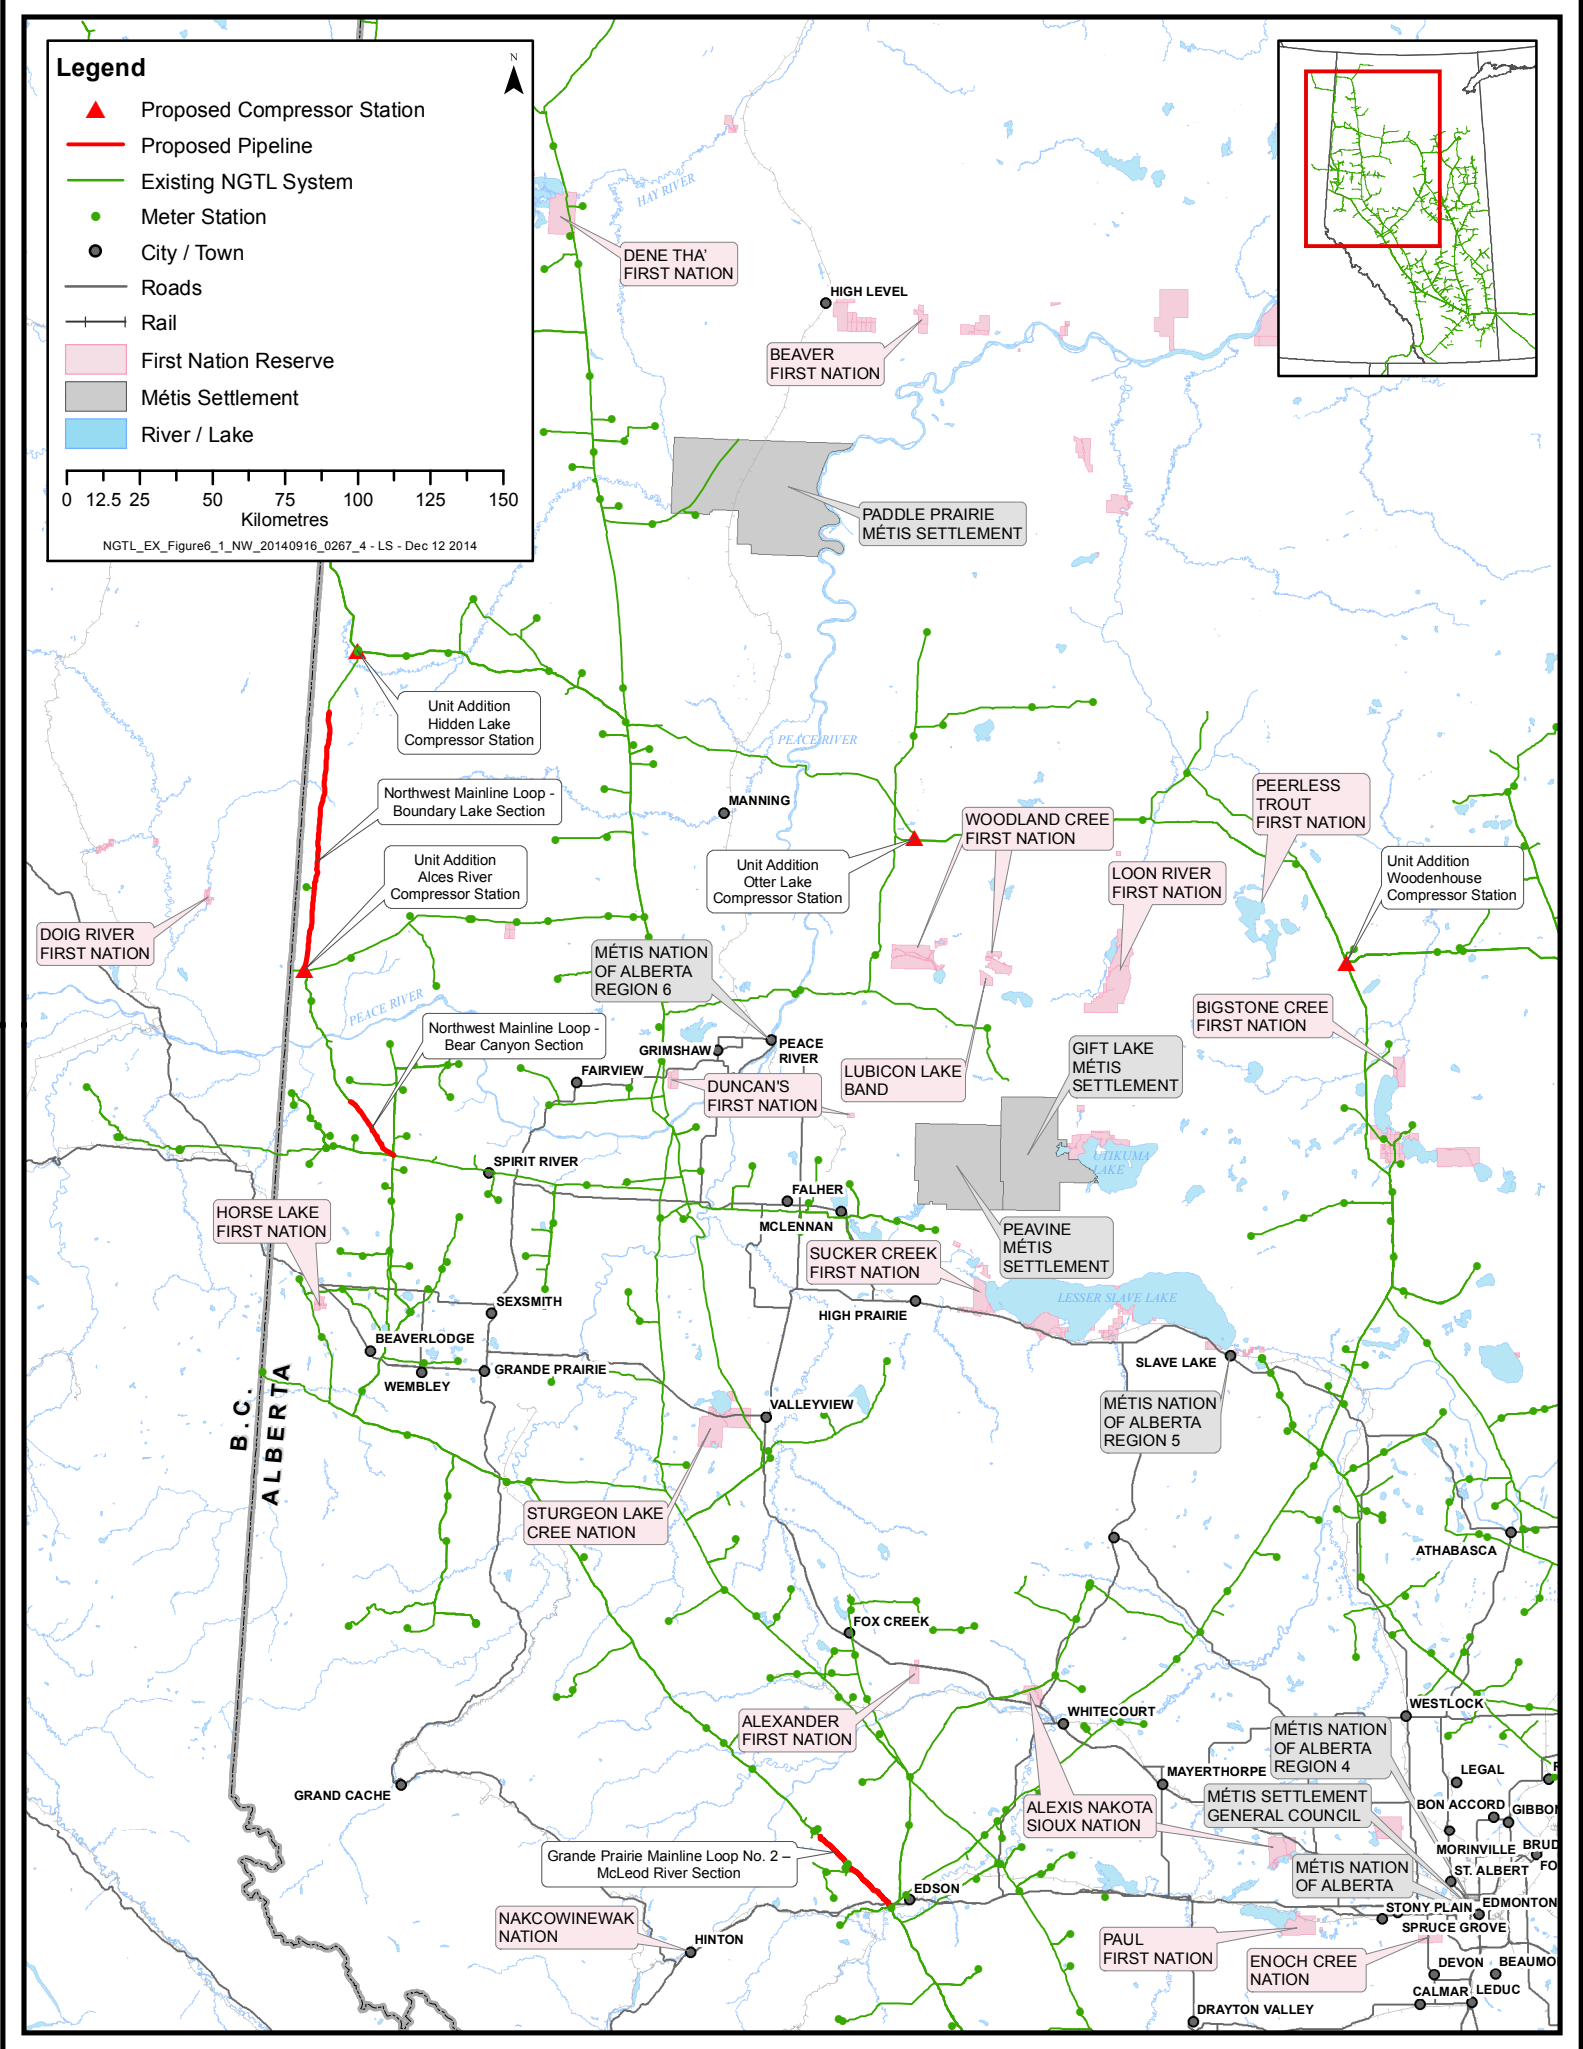 Legend
N
Proposed Compressor Station
Proposed Pipeline
Existing NGTL System
Meter Station
City / Town
Roads
Rail
First Nation Reserve
Métis Settlement
River / Lake
0 12.5 25 50 75 100 125 150
Kilometres
NGTL_EX_Figure6_1_NW_20140916_0267_4 - LS - Dec 12 2014
HAY RIVER
DENE THA'
FIRST NATION
HIGH LEVEL
BEAVER
FIRST NATION
PADDLE PRAIRIE
MÉTIS SETTLEMENT
Unit Addition
Hidden Lake
Compressor Station
PEACE RIVER
Northwest Mainline Loop -
Boundary Lake Section
MANNING
PEERLESS
TROUT
FIRST NATION
WOODLAND CREE
FIRST NATION
Unit Addition
Alces River
Compressor Station
Unit Addition
Otter Lake
Compressor Station
LOON RIVER
FIRST NATION
Unit Addition
Woodenhouse
Compressor Station
DOIG RIVER
FIRST NATION
MÉTIS NATION
OF ALBERTA
REGION 6
PEACE RIVER
BIGSTONE CREE
FIRST NATION
Northwest Mainline Loop -
Bear Canyon Section
GRIMSHAW
PEACE
RIVER
FAIRVIEW
LUBICON LAKE
BAND
GIFT LAKE
MÉTIS
SETTLEMENT
DUNCAN'S
FIRST NATION
UTIKUMA
LAKE
SPIRIT RIVER
FALHER
MCLENNAN
HORSE LAKE
FIRST NATION
PEAVINE
MÉTIS
SETTLEMENT
SUCKER CREEK
FIRST NATION
LESSER SLAVE LAKE
SEXSMITH
HIGH PRAIRIE
BEAVERLODGE
WEMBLEY
GRANDE PRAIRIE
SLAVE LAKE
B.C.
ALBERTA
VALLEYVIEW
MÉTIS NATION
OF ALBERTA
REGION 5
STURGEON LAKE
CREE NATION
ATHABASCA
FOX CREEK
ALEXANDER
FIRST NATION
WHITECOURT
WESTLOCK
MÉTIS NATION
OF ALBERTA
REGION 4
GRAND CACHE
MAYERTHORPE
LEGAL
MÉTIS SETTLEMENT
GENERAL COUNCIL
ALEXIS NAKOTA
SIOUX NATION
BON ACCORD
GIBBON
MORINVILLE
BRUD
Grande Prairie Mainline Loop No. 2 –
McLeod River Section
MÉTIS NATION
OF ALBERTA
ST. ALBERT
FO
EDSON
STONY PLAIN
EDMONTON
SPRUCE GROVE
NAKCOWINEWAK
NATION
HINTON
PAUL
FIRST NATION
ENOCH CREE
NATION
DEVON
BEAUMO
CALMAR
LEDUC
DRAYTON VALLEY